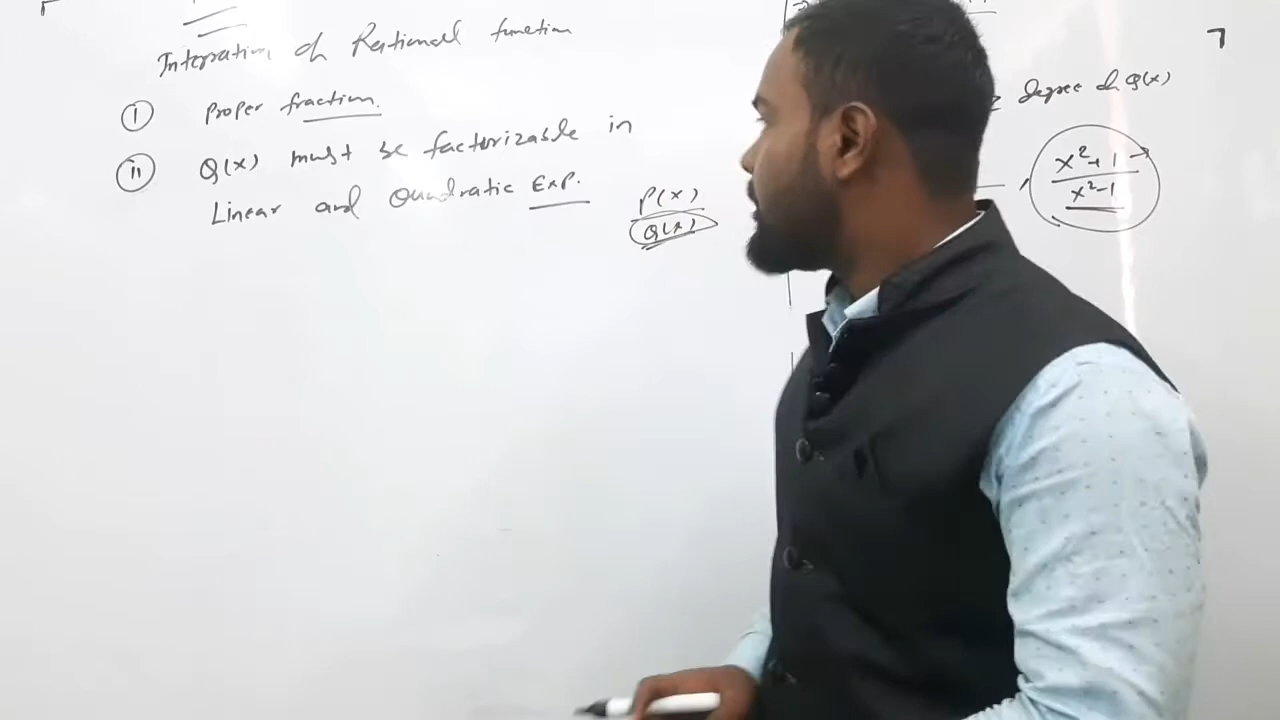 Integration of Rational function
(i) Proper fraction.
(ii) Q(x) must be factorizable in
Linear and Quadratic Exp.
P(x)
Q(x)
degree of Q(x)
x²+1
x²-1